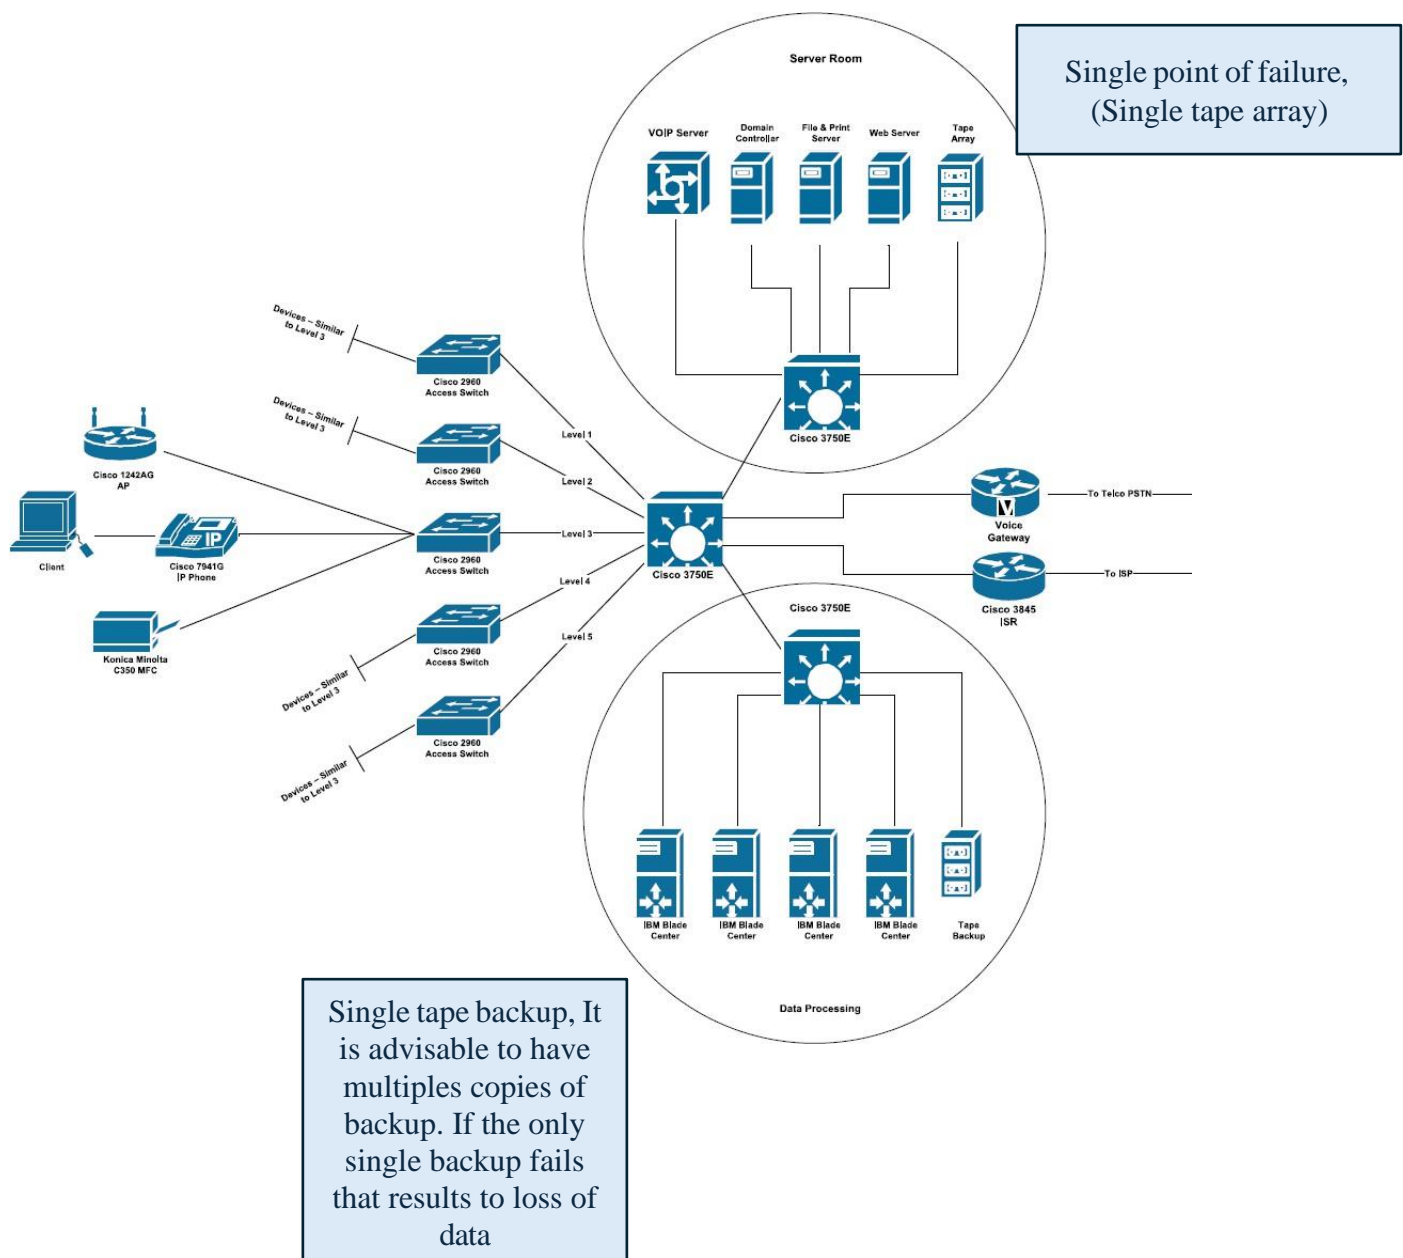 Server Room
Single point of failure,
(Single tape array)
VOIP Server
Domain
Controller
File & Print
Server
Web Server
Tape
Array
Cisco 3750E
Devices – Similar
to Level 3
Cisco 2960
Access Switch
Level 1
Devices – Similar
to Level 3
Cisco 2960
Access Switch
Level 2
Cisco 1242AG
AP
Client
IP
Cisco 7941G
IP Phone
Konica Minolta
C350 MFC
Cisco 2960
Access Switch
Level 3
Cisco 3750E
V
Voice
Gateway
To Telco PSTN
Cisco 3845
ISR
To ISP
Level 4
Cisco 2960
Access Switch
Devices – Similar
to Level 3
Level 5
Cisco 2960
Access Switch
Devices – Similar
to Level 3
Cisco 3750E
IBM Blade
Center
IBM Blade
Center
IBM Blade
Center
IBM Blade
Center
Tape
Backup
Data Processing
Single tape backup, It
is advisable to have
multiples copies of
backup. If the only
single backup fails
that results to loss of
data